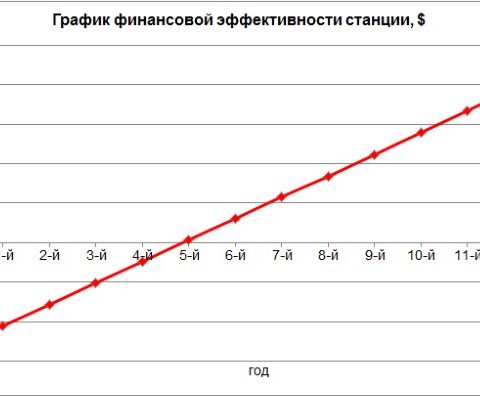 График финансовой эффективности станции, $
-й 2-й 3-й 4-й 5-й 6-й 7-й 8-й 9-й 10-й 11-й
год